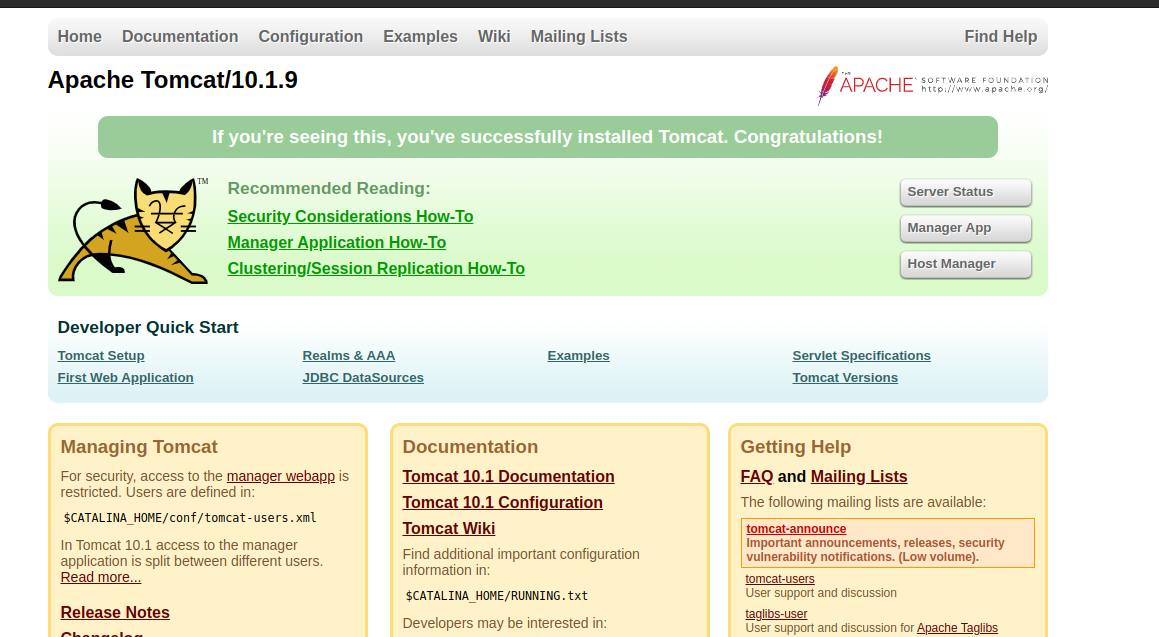 Home Documentation Configuration Examples Wiki Mailing Lists Find Help
Apache Tomcat/10.1.9
THE APACHE SOFTWARE FOUNDATION
http://www.apache.org/
If you're seeing this, you've successfully installed Tomcat. Congratulations!
TM
Recommended Reading:
Security Considerations How-To
Manager Application How-To
Clustering/Session Replication How-To
Server Status
Manager App
Host Manager
Developer Quick Start
Tomcat Setup
First Web Application
Realms & AAA
JDBC DataSources
Examples
Servlet Specifications
Tomcat Versions
Managing Tomcat
For security, access to the manager webapp is
restricted. Users are defined in:
$CATALINA_HOME/conf/tomcat-users.xml
In Tomcat 10.1 access to the manager
application is split between different users.
Read more...
Release Notes
Changelog
Documentation
Tomcat 10.1 Documentation
Tomcat 10.1 Configuration
Tomcat Wiki
Find additional important configuration
information in:
$CATALINA_HOME/RUNNING.txt
Developers may be interested in:
Getting Help
FAQ and Mailing Lists
The following mailing lists are available:
tomcat-announce
Important announcements, releases, security
vulnerability notifications. (Low volume).
tomcat-users
User support and discussion
taglibs-user
User support and discussion for Apache Taglibs